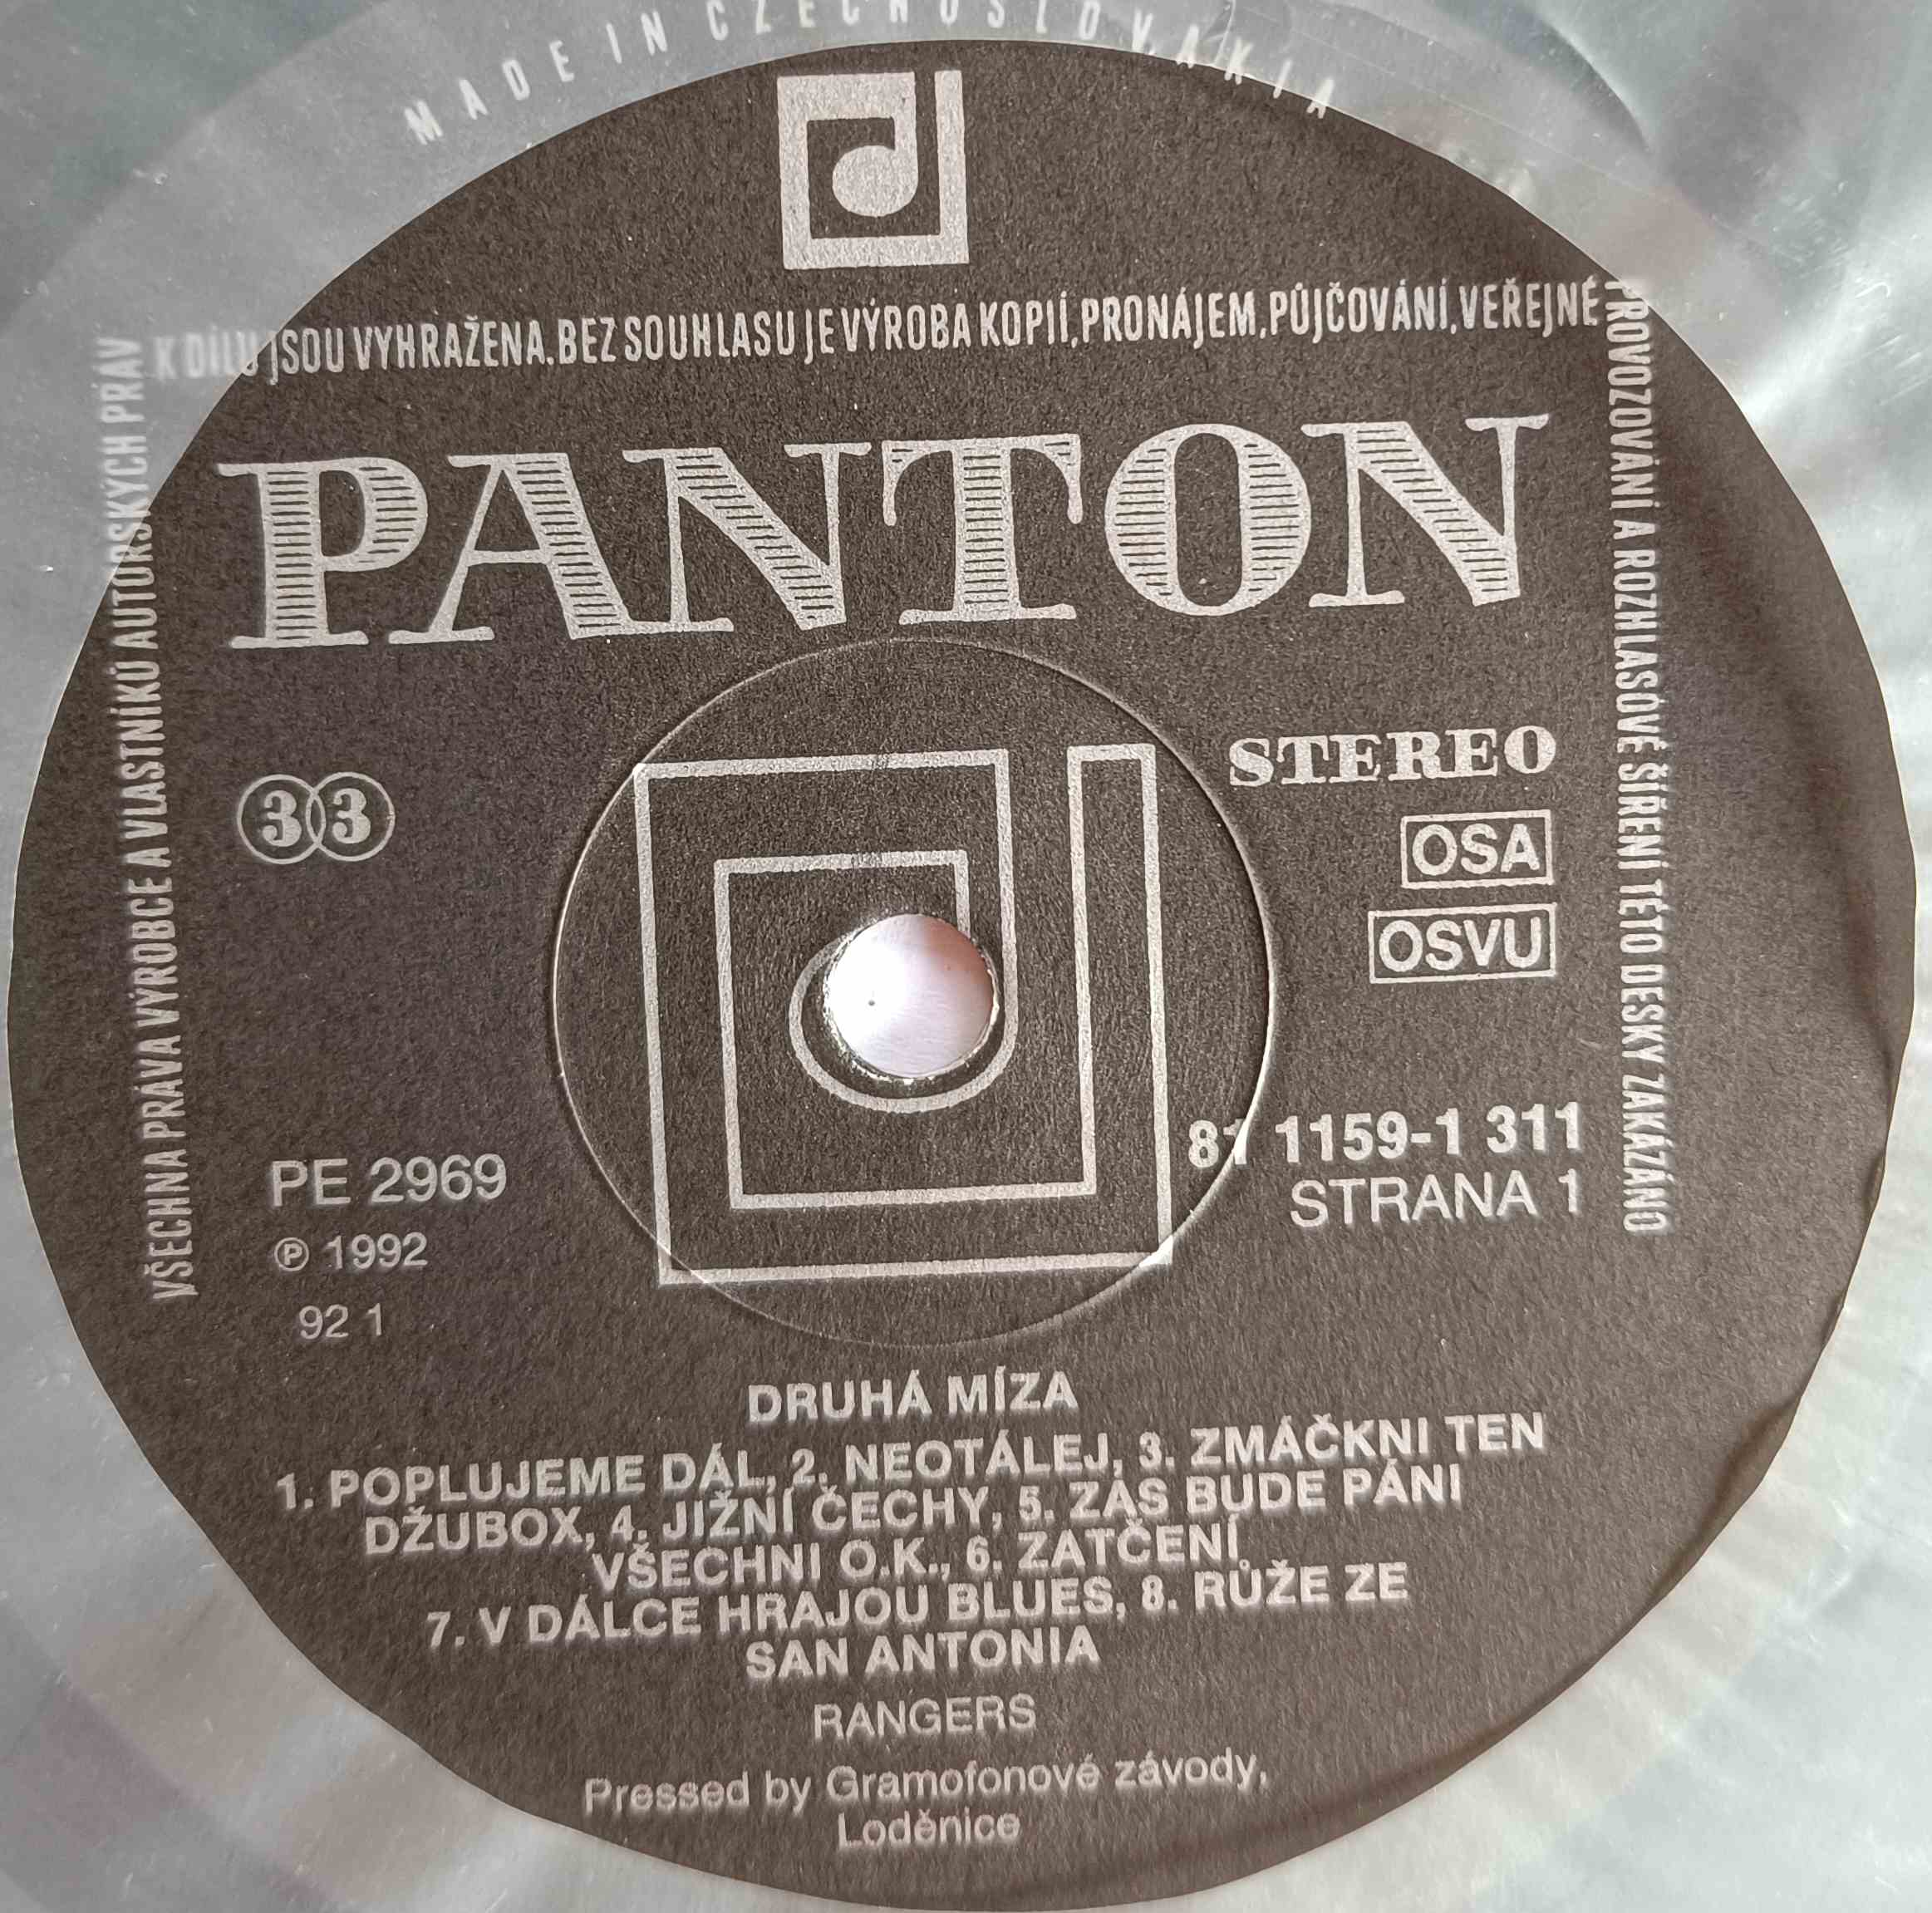 MADE IN CZECHOSLOVAKIA
VŠECHNA PRÁVA VÝROBCE A VLASTNÍKŮ AUTORSKÝCH PRÁV
K DÍLU JSOU VYHRAŽENA. BEZ SOUHLASU JE VÝROBA KOPIÍ, PRONÁJEM, PŮJČOVÁNÍ, VEŘEJNÉ
PROVOZOVÁNÍ A ROZHLASOVÉ ŠÍŘENÍ TÉTO DESKY ZAKÁZÁNO
PANTON
33
STEREO
OSA
OSVU
PE 2969
℗ 1992
92 1
81 1159-1 311
STRANA 1
DRUHÁ MÍZA
1. POPLUJEME DÁL, 2. NEOTÁLEJ, 3. ZMÁČKNI TEN
DŽUBOX, 4. JIŽNÍ ČECHY, 5. ZAS BUDE PÁNI
VŠECHNI O.K., 6. ZATČENÍ
7. V DÁLCE HRAJOU BLUES, 8. RŮŽE ZE
SAN ANTONIA
RANGERS
Pressed by Gramofonové závody,
Loděnice